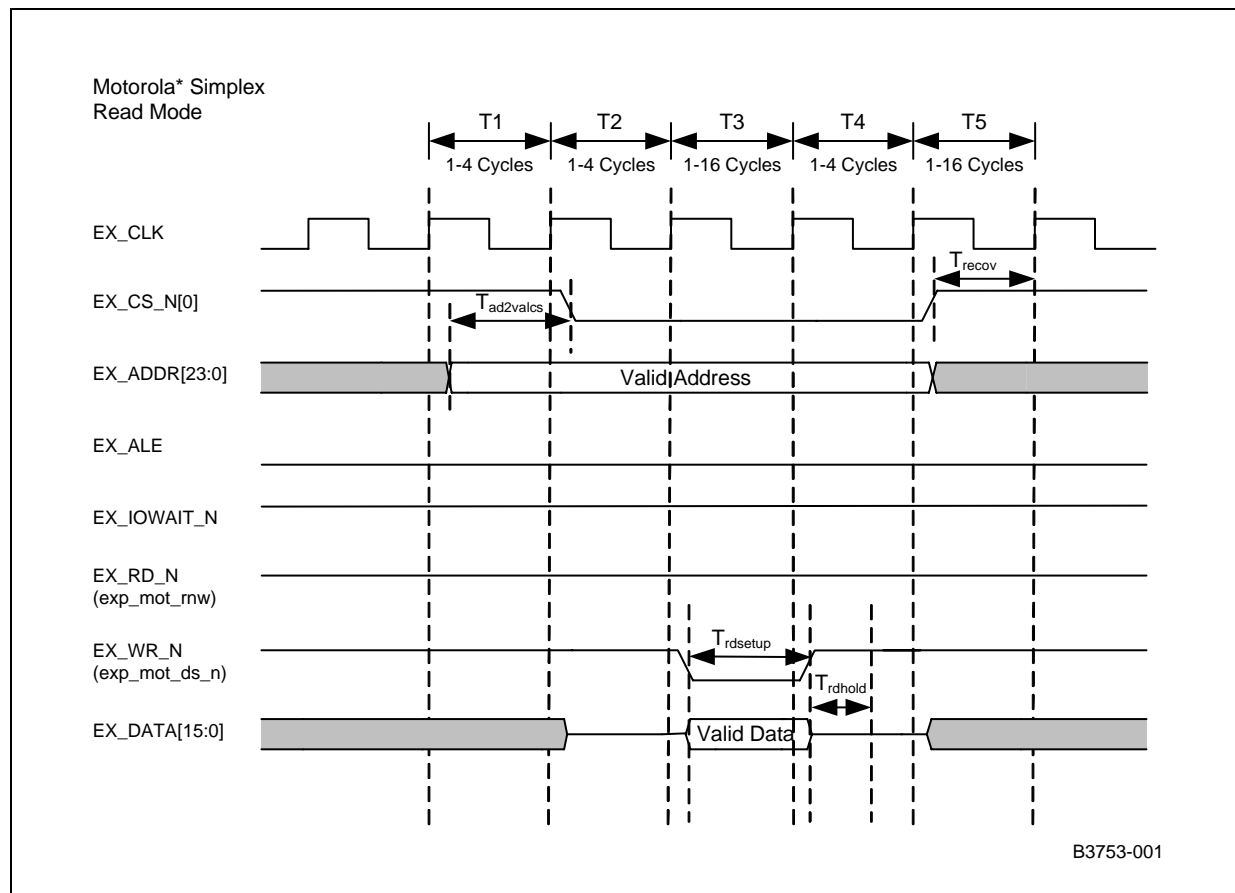 Motorola* Simplex
Read Mode
T1 T2 T3 T4 T5
1-4 Cycles 1-4 Cycles 1-16 Cycles 1-4 Cycles 1-16 Cycles
EX_CLK
Trecov
EX_CS_N[0]
Tad2valcs
EX_ADDR[23:0] Valid Address
EX_ALE
EX_IOWAIT_N
EX_RD_N
(exp_mot_rnw)
EX_WR_N Trdsetup
(exp_mot_ds_n)
Trdhold
EX_DATA[15:0] Valid Data
B3753-001